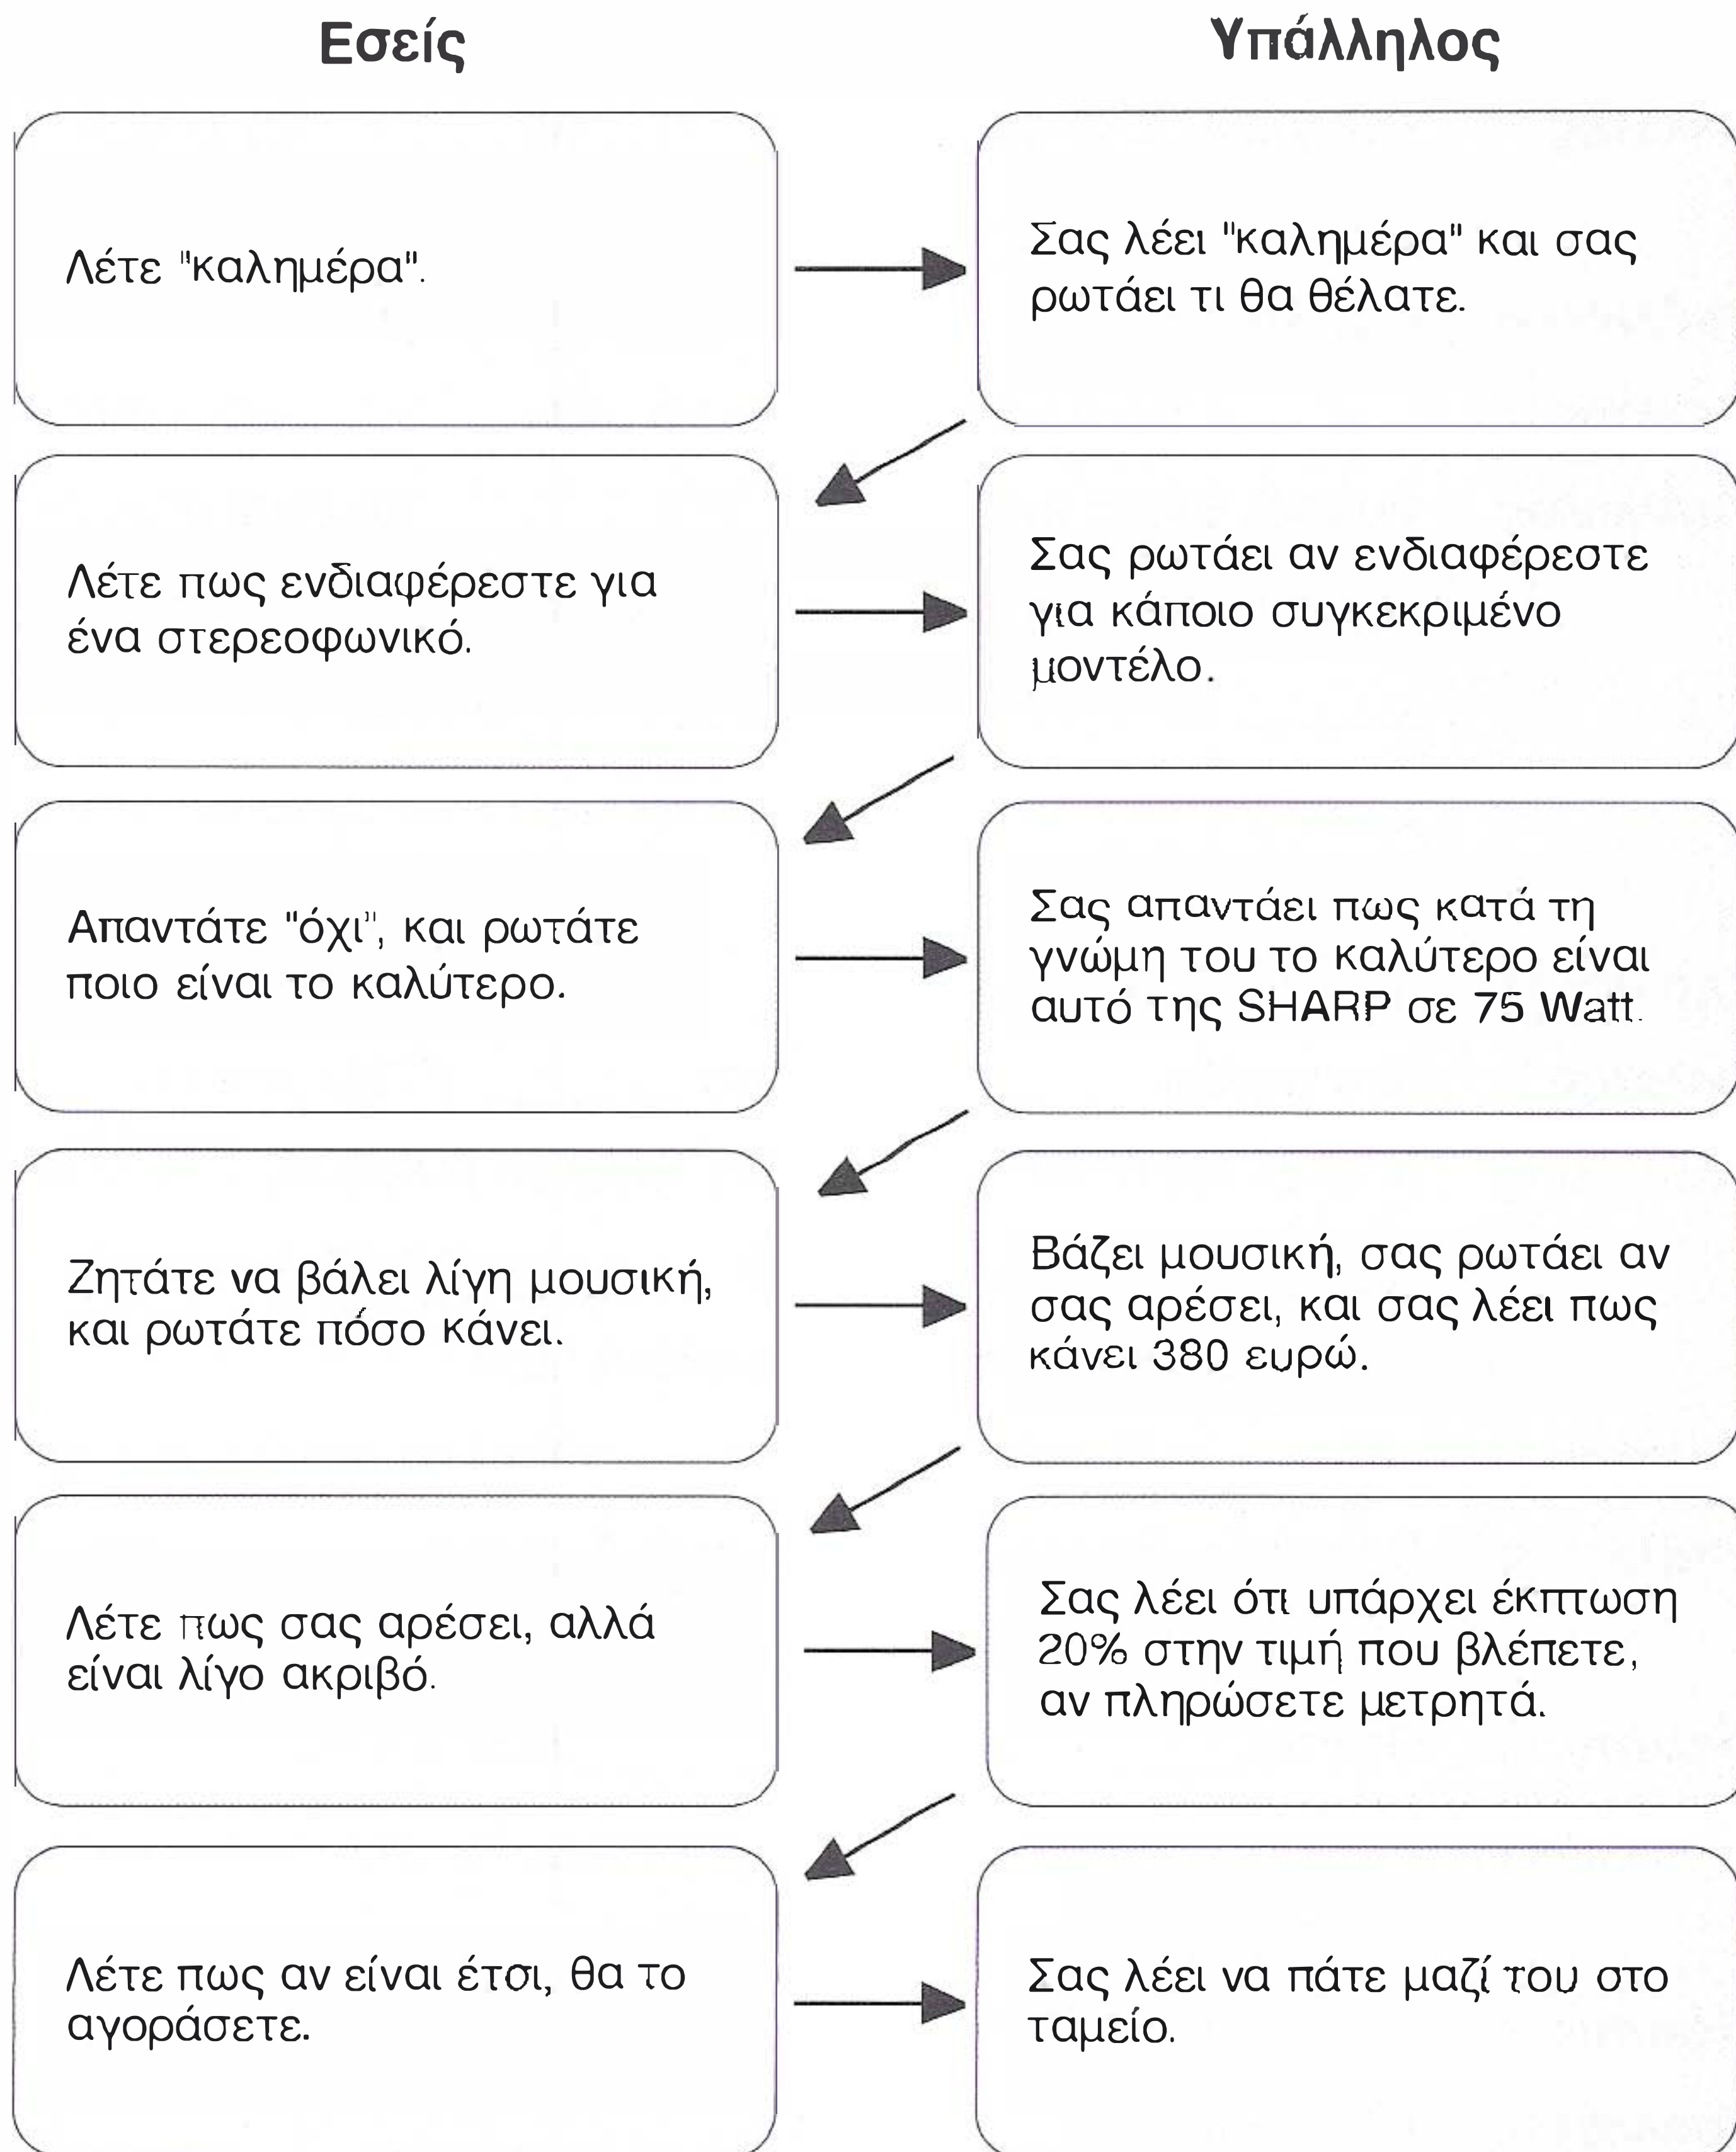 Εσείς
Υπάλληλος
Λέτε "καλημέρα".
Σας λέει "καλημέρα" και σας
ρωτάει τι θα θέλατε.
Λέτε πως ενδιαφέρεστε για
ένα στερεοφωνικό.
Σας ρωτάει αν ενδιαφέρεστε
για κάποιο συγκεκριμένο
μοντέλο.
Απαντάτε "όχι", και ρωτάτε
ποιο είναι το καλύτερο.
Σας απαντάει πως κατά τη
γνώμη του το καλύτερο είναι
αυτό της SHARP σε 75 Watt.
Ζητάτε να βάλει λίγη μουσική,
και ρωτάτε πόσο κάνει.
Βάζει μουσική, σας ρωτάει αν
σας αρέσει, και σας λέει πως
κάνει 380 ευρώ.
Λέτε πως σας αρέσει, αλλά
είναι λίγο ακριβό.
Σας λέει ότι υπάρχει έκπτωση
20% στην τιμή που βλέπετε,
αν πληρώσετε μετρητά.
Λέτε πως αν είναι έτσι, θα το
αγοράσετε.
Σας λέει να πάτε μαζί του στο
ταμείο.